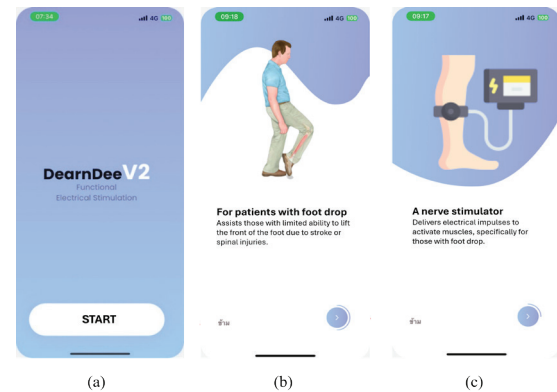 07:34
4G 100
DearnDee V2
Functional
Electrical Stimulation
START
(a)
09:18
4G 100
For patients with foot drop
Assists those with limited ability to lift
the front of the foot due to stroke or
spinal injuries.
ข้าม
(b)
09:17
4G 100
A nerve stimulator
Delivers electrical impulses to
activate muscles, specifically for
those with foot drop.
ข้าม
(c)